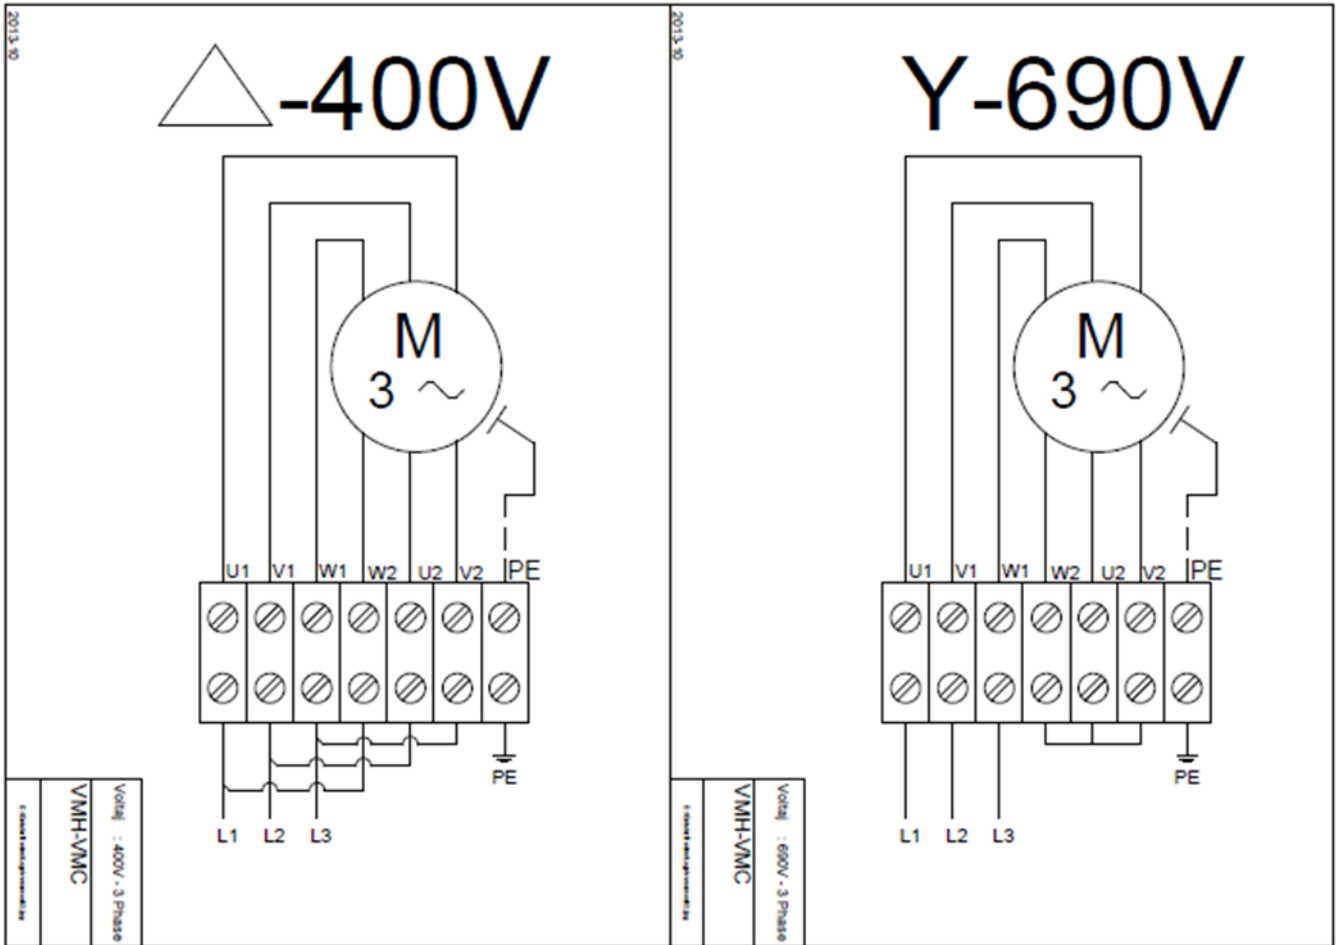 2013-10
-400V
M
3
U1 V1 W1 W2 U2 V2 PE
PE
L1 L2 L3
Voltaj : 400V - 3 Phase
VMH-VMC
2013-10
Y-690V
M
3
U1 V1 W1 W2 U2 V2 PE
PE
L1 L2 L3
Voltaj : 690V - 3 Phase
VMH-VMC